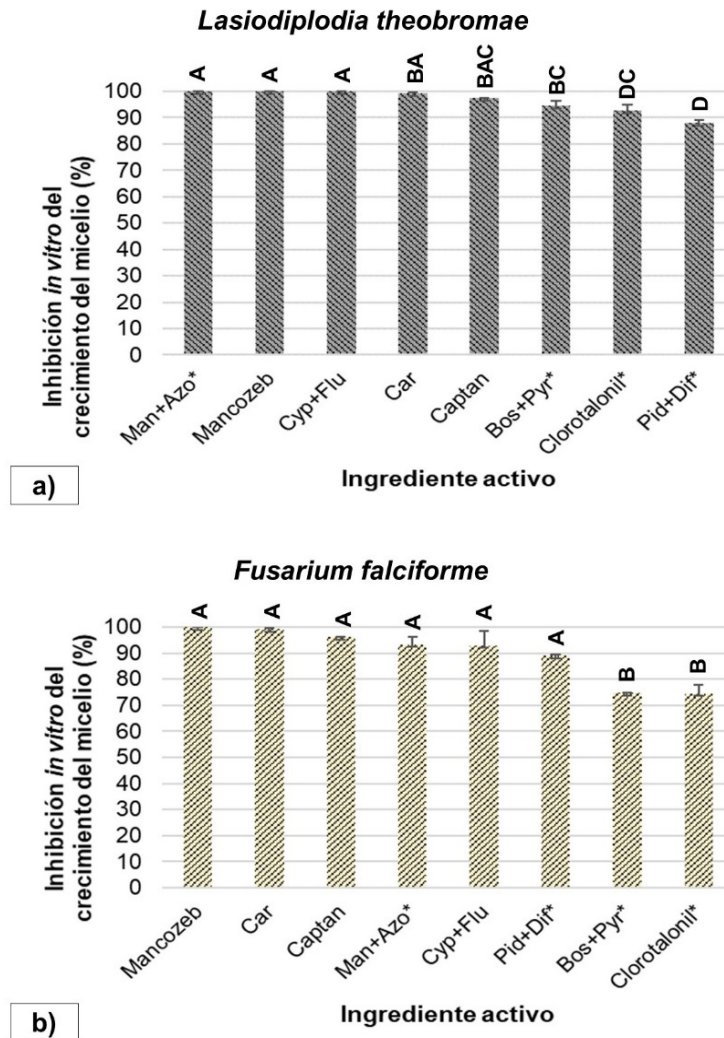 Lasiodiplodia theobromae
Inhibición in vitro del
crecimiento del micelio (%)
100
90
80
70
60
50
40
30
20
10
0
A
A
A
BA
BAC
BC
DC
D
Man+Azo*
Mancozeb
Cyp+Flu
Car
Captan
Bos+Pyr*
Clorotalonil*
Pid+Dif*
Ingrediente activo
a)
Fusarium falciforme
Inhibición in vitro del
crecimiento del micelio (%)
100
90
80
70
60
50
40
30
20
10
0
A
A
A
A
A
A
B
B
Mancozeb
Car
Captan
Man+Azo*
Cyp+Flu
Pid+Dif*
Bos+Pyr*
Clorotalonil*
Ingrediente activo
b)